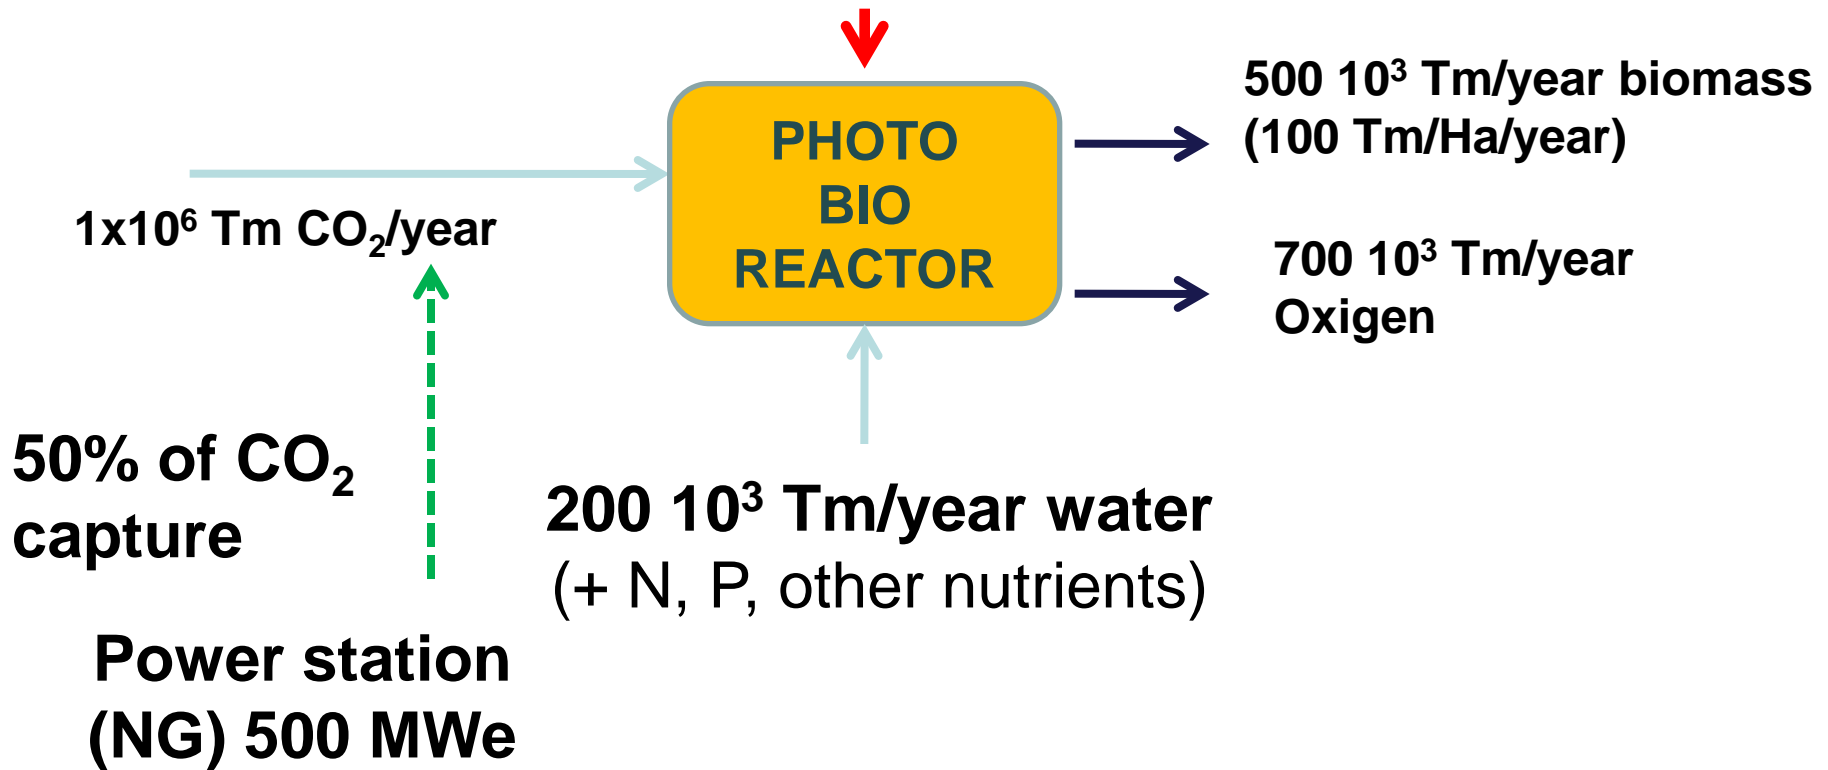 500 10³ Tm/year biomass
(100 Tm/Ha/year)
PHOTO
BIO
REACTOR
1x10⁶ Tm CO₂/year
700 10³ Tm/year
Oxigen
50% of CO₂
capture
200 10³ Tm/year water
(+ N, P, other nutrients)
Power station
(NG) 500 MWe